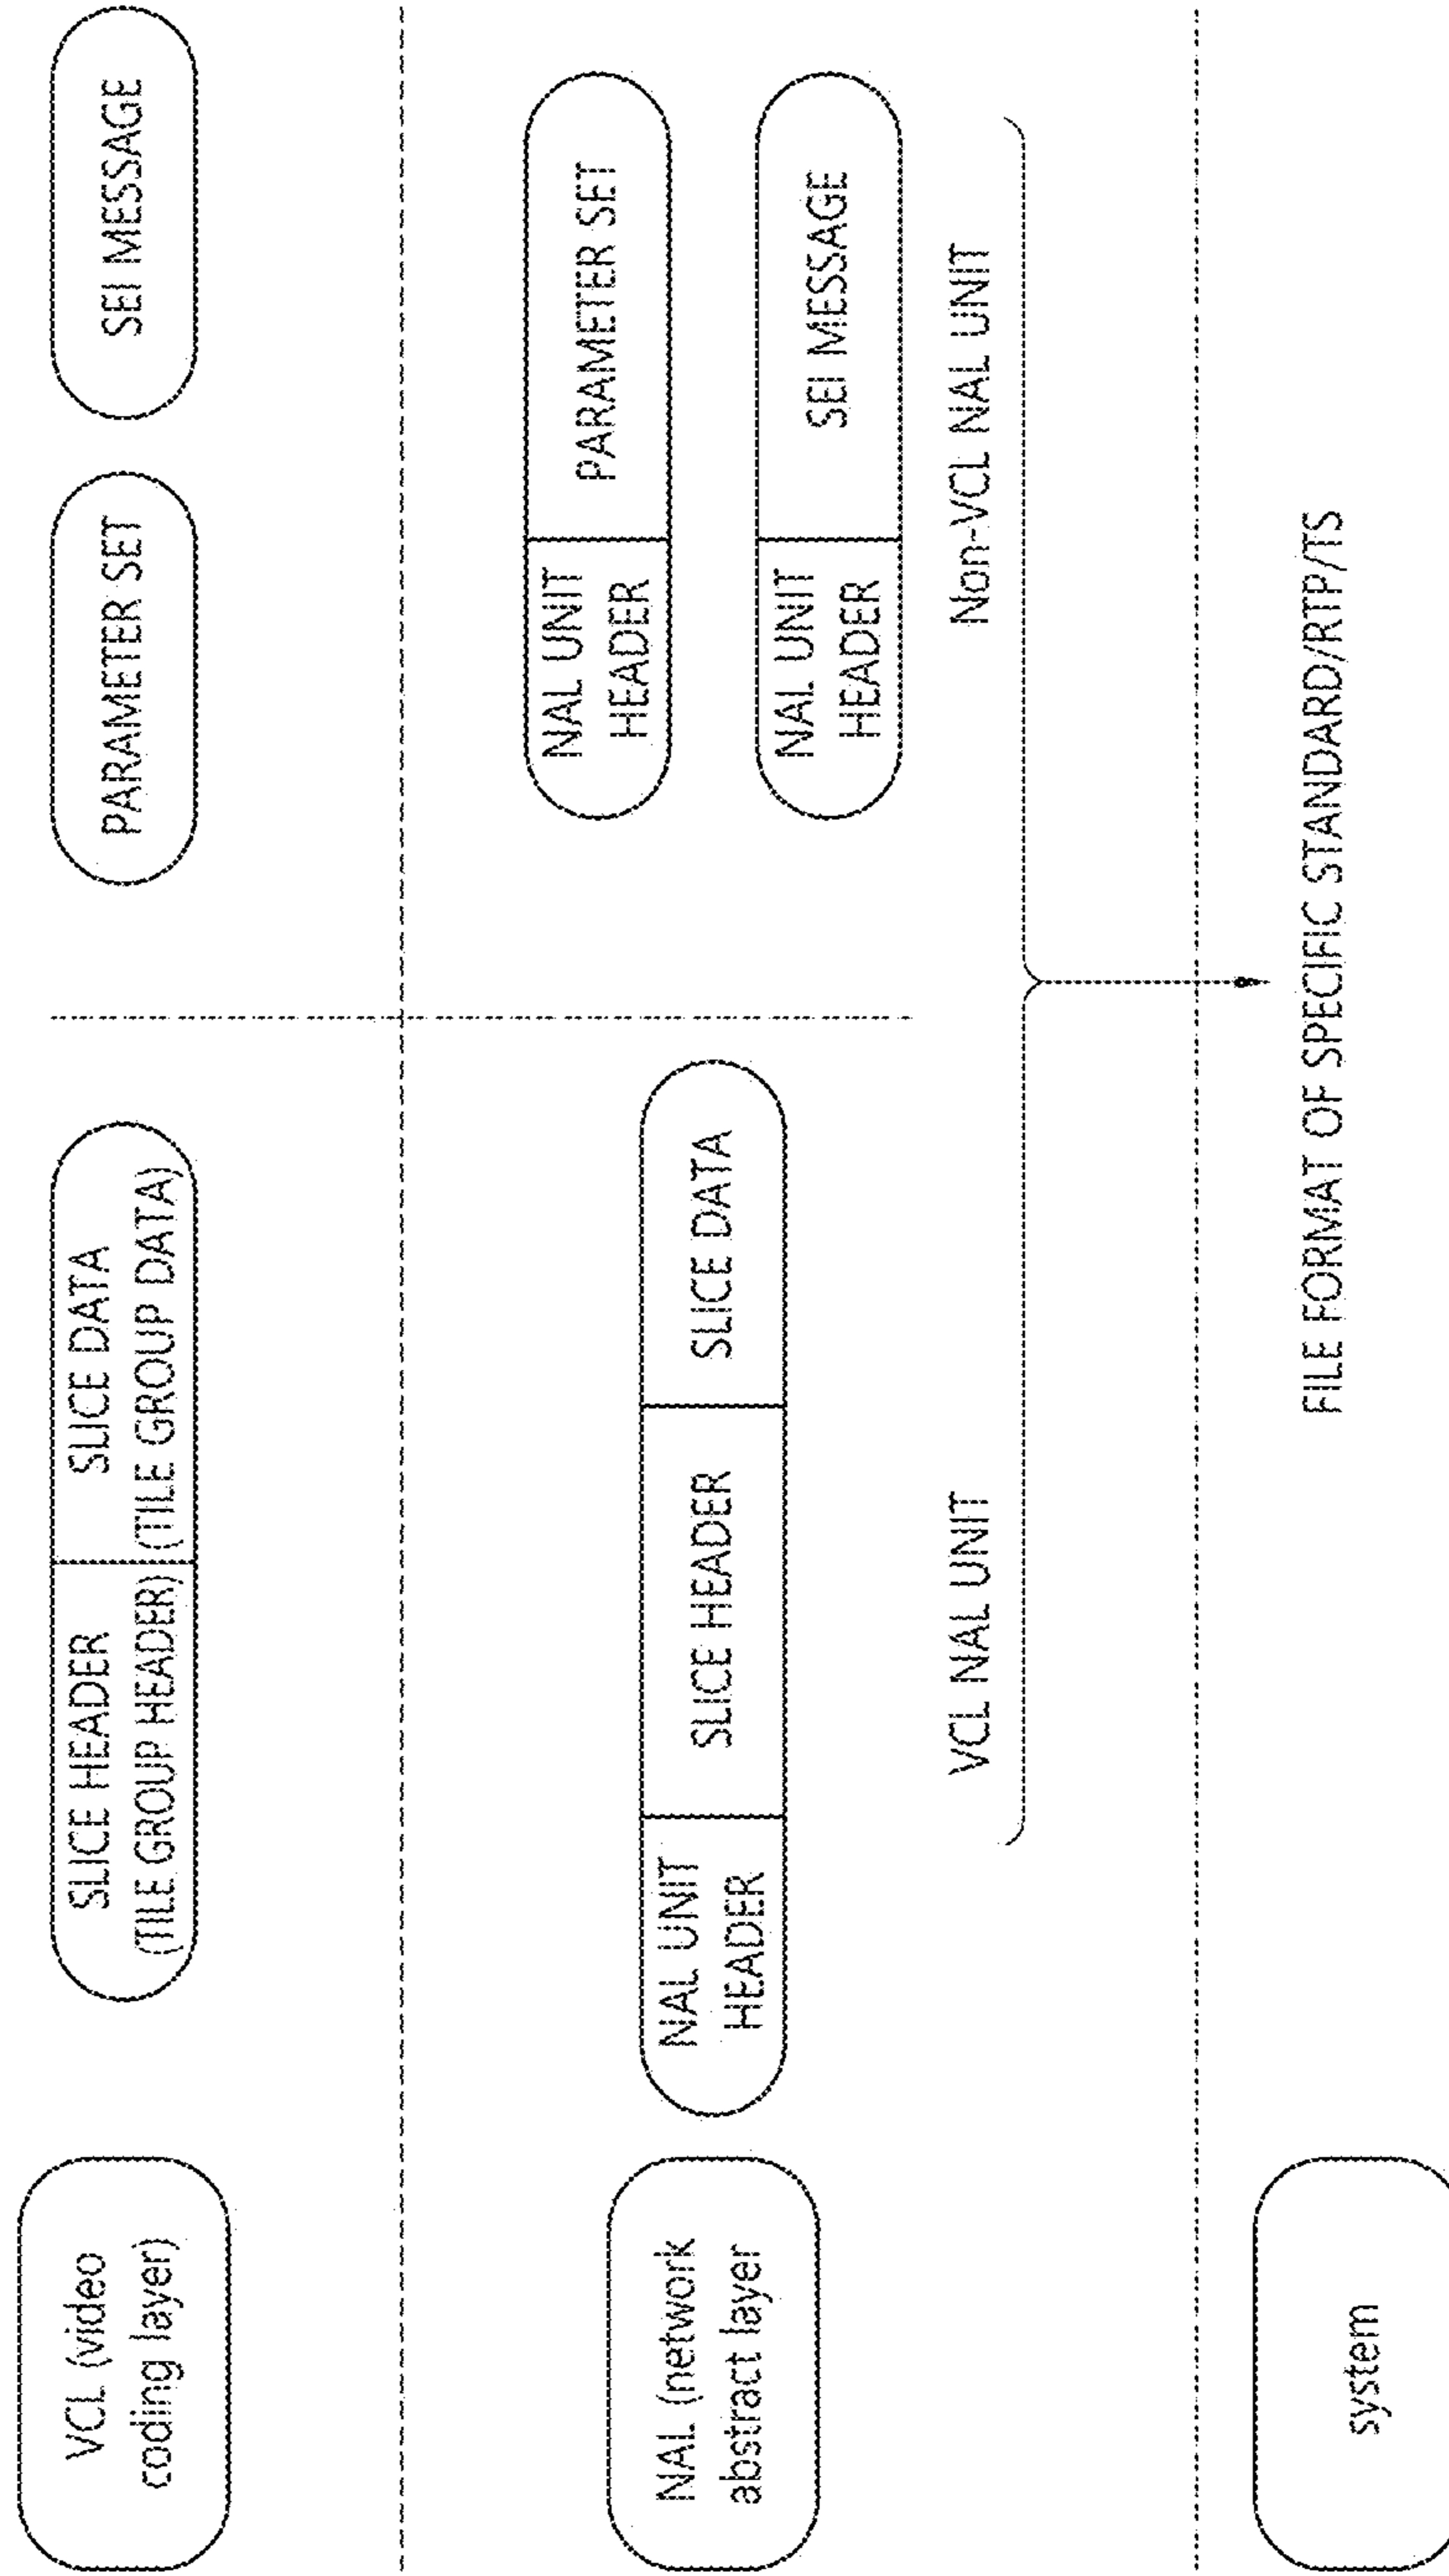 VCL (video
coding layer)
SLICE HEADER
(TILE GROUP HEADER)
SLICE DATA
(TILE GROUP DATA)
PARAMETER SET
SEI MESSAGE
NAL (network
abstract layer
NAL UNIT
HEADER
SLICE HEADER
SLICE DATA
NAL UNIT
HEADER
PARAMETER SET
NAL UNIT
HEADER
SEI MESSAGE
VCL NAL UNIT
Non-VCL NAL UNIT
system
FILE FORMAT OF SPECIFIC STANDARD/RTP/TS